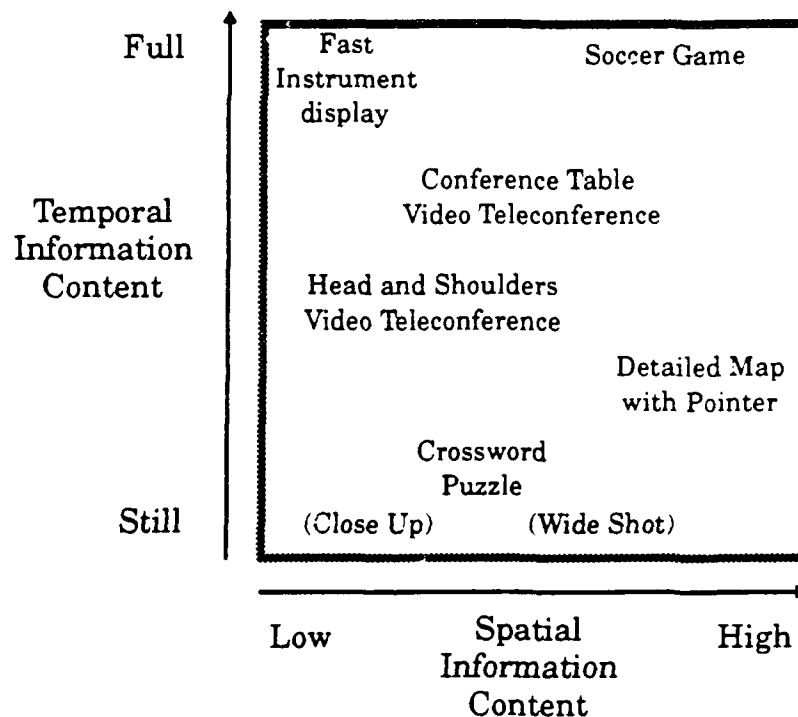 Full
Fast
Instrument
display
Soccer Game
Conference Table
Video Teleconference
Temporal
Information
Content
Head and Shoulders
Video Teleconference
Detailed Map
with Pointer
Crossword
Puzzle
Still
(Close Up)
(Wide Shot)
Low
Spatial
Information
Content
High